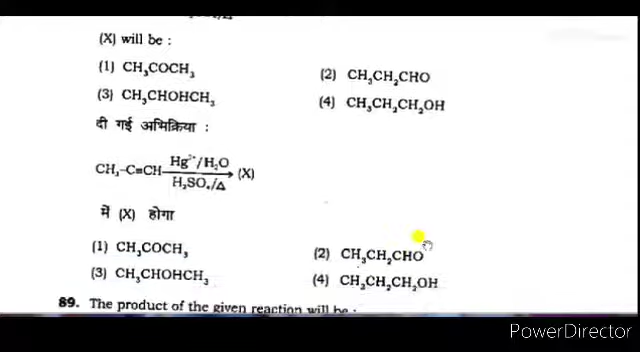 (X) will be :
(1) CH₃COCH₃ (2) CH₃CH₂CHO
(3) CH₃CHOHCH₃ (4) CH₃CH₂CH₂OH
दी गई अभिक्रिया :
CH₃-C≡CH Hg²⁺/H₂O (X)
H₂SO₄/Δ
में (X) होगा
(1) CH₃COCH₃ (2) CH₃CH₂CHO
(3) CH₃CHOHCH₃ (4) CH₃CH₂CH₂OH
89. The product of the given reaction will be :
PowerDirector